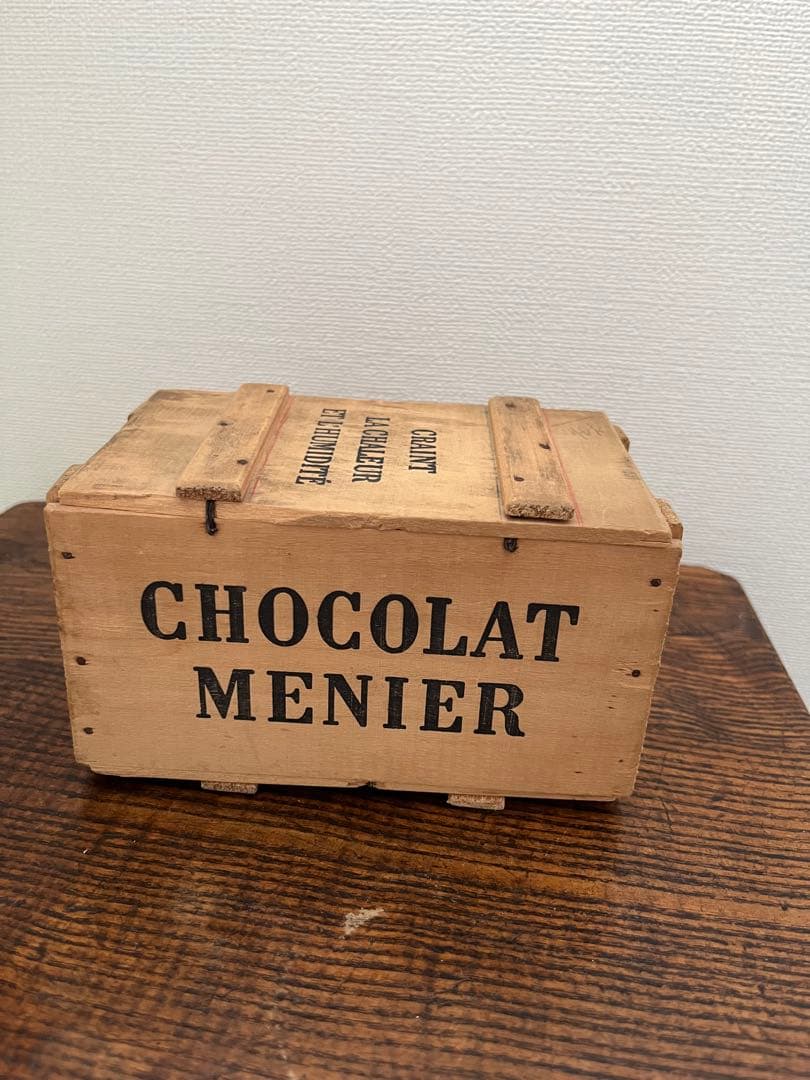 CRAINT
LA CHALEUR
ET L'HUMIDITÉ
CHOCOLAT
MENIER